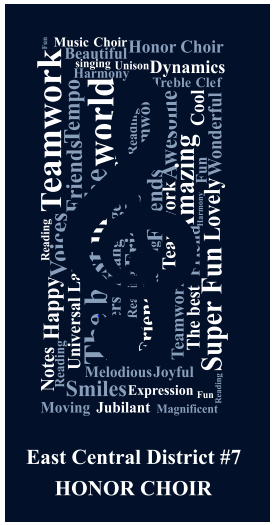 Fun
Music Choir
Beautiful
Honor Choir
singing
Unison
Dynamics
Harmony
Treble Clef
Teamwork
Friends
Tempo
world
Reading
Awesome
Cool
Wonderful
Amazing
Fun
Harmony
Lovely
Reading
Voices
Happy
Notes
Reading
Universal
The best
Teamwork
Super Fun
Reading
Melodious
Joyful
Smiles
Expression
Fun
Moving
Jubilant
Magnificent
East Central District #7
HONOR CHOIR